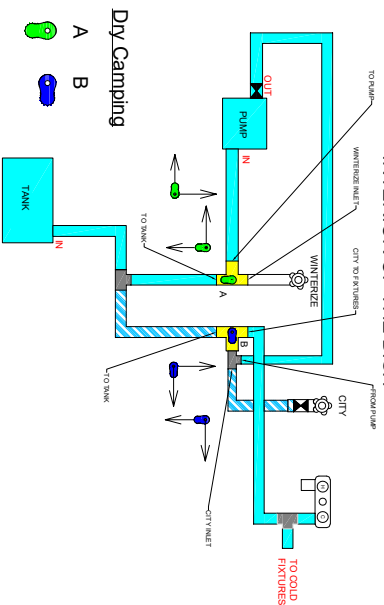 Dry Camping
A
B
TO PUMP
WINTERIZE INLET
CITY TO FIXTURES
FROM PUMP
OUT
PUMP
IN
WINTERIZE
CITY
TO TANK
A
B
H
C
TANK
IN
TO TANK
CITY INLET
TO COLD
FIXTURES